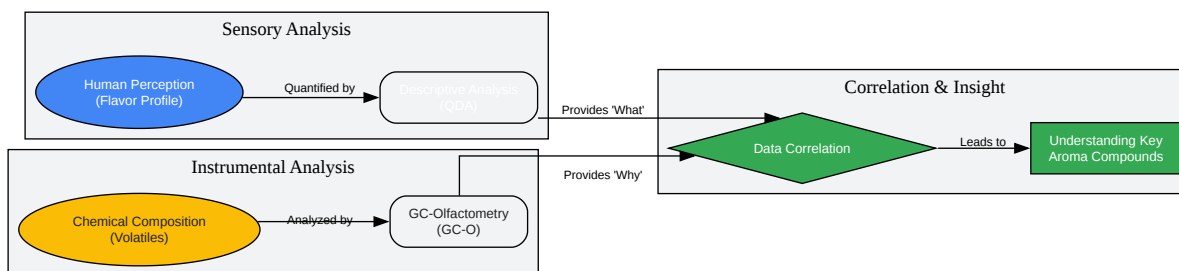 Sensory Analysis
Human Perception
(Flavor Profile)
Quantified by
Descriptive Analysis
(QDA)
Provides 'What'
Instrumental Analysis
Chemical Composition
(Volatiles)
Analyzed by
GC-Olfactometry
(GC-O)
Provides 'Why'
Correlation & Insight
Data Correlation
Leads to
Understanding Key
Aroma Compounds